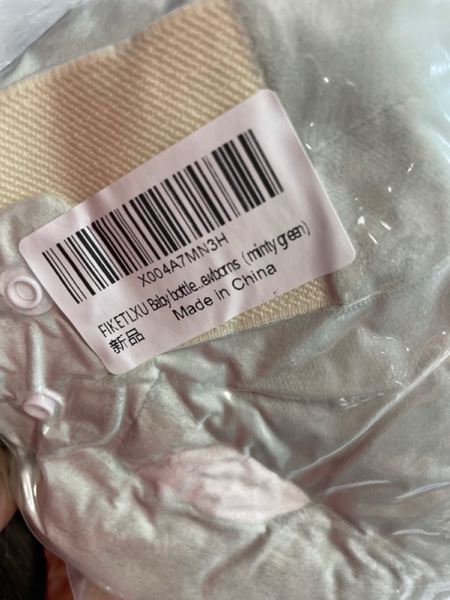 X004A7MN3H
FIKETLXU Baby bottle...ewborns (minty green)
新品 Made in China